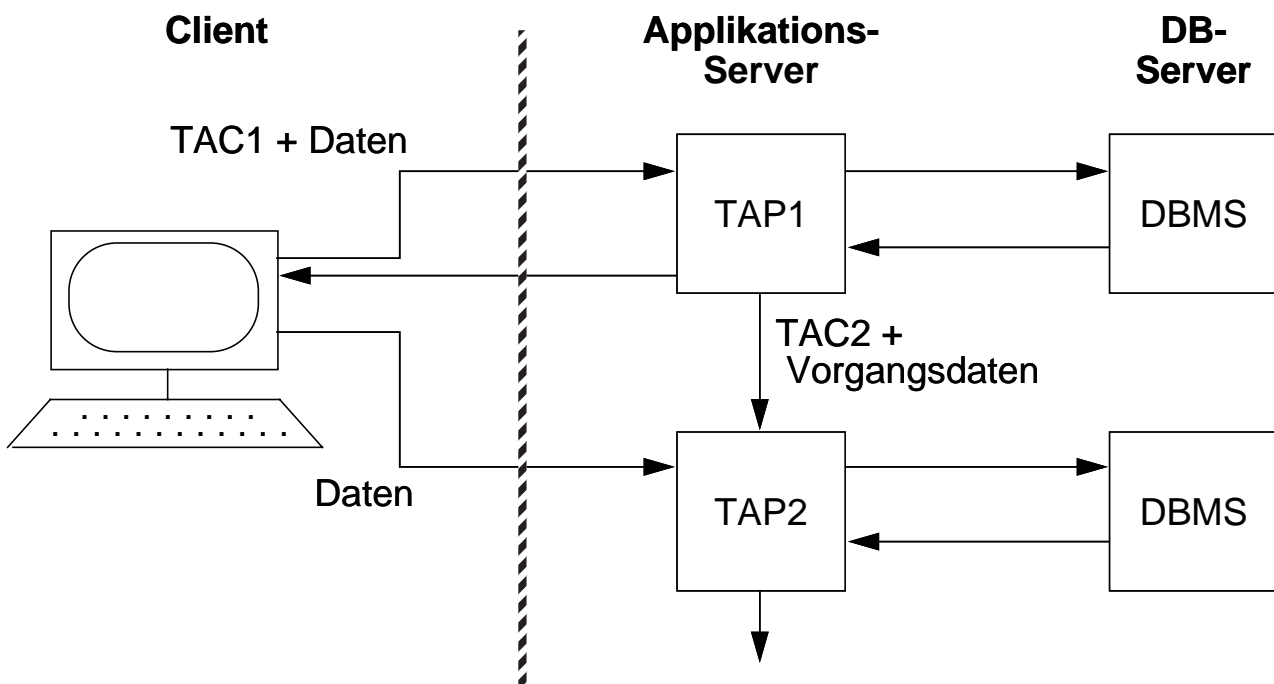 Client
Applikations-
Server
DB-
Server
TAC1 + Daten
TAP1
DBMS
TAC2 +
Vorgangsdaten
Daten
TAP2
DBMS